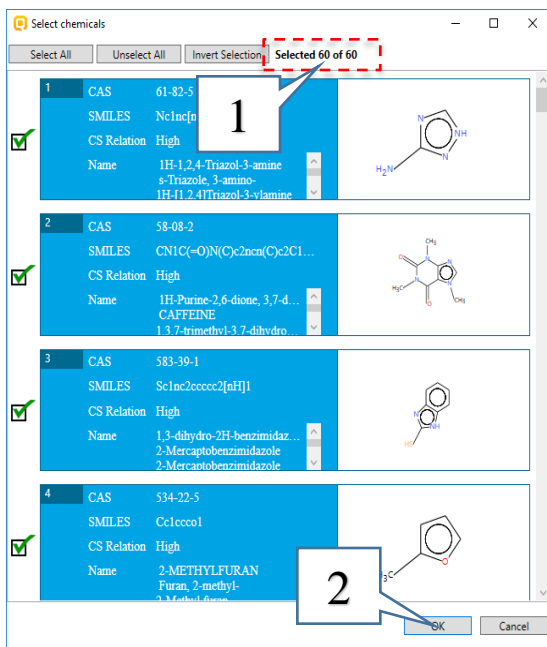 Select chemicals
Select All Unselect All Invert Selection Selected 60 of 60
1
1 CAS 61-82-5
SMILES Nc1nc[n
CS Relation High
Name 1H-1,2,4-Triazol-3-amine
s-Triazole, 3-amino-
1H-[1,2,4]Triazol-3-ylamine
N NH N H₂N
2 CAS 58-08-2
SMILES CN1C(=O)N(C)c2ncn(C)c2C1...
CS Relation High
Name 1H-Purine-2,6-dione, 3,7-d...
CAFFEINE
1,3,7-trimethyl-3,7-dihydro...
CH₃ O N N H₃C N N O CH₃
3 CAS 583-39-1
SMILES Sc1nc2ccccc2[nH]1
CS Relation High
Name 1,3-dihydro-2H-benzimidaz...
2-Mercaptobenzimidazole
2-Mercaptobenzimidazole
N NH HS
4 CAS 534-22-5
SMILES Cc1ccco1
CS Relation High
Name 2-METHYLFURAN
Furan, 2-methyl-
2-Methyl furan
O ₃C
2
OK Cancel